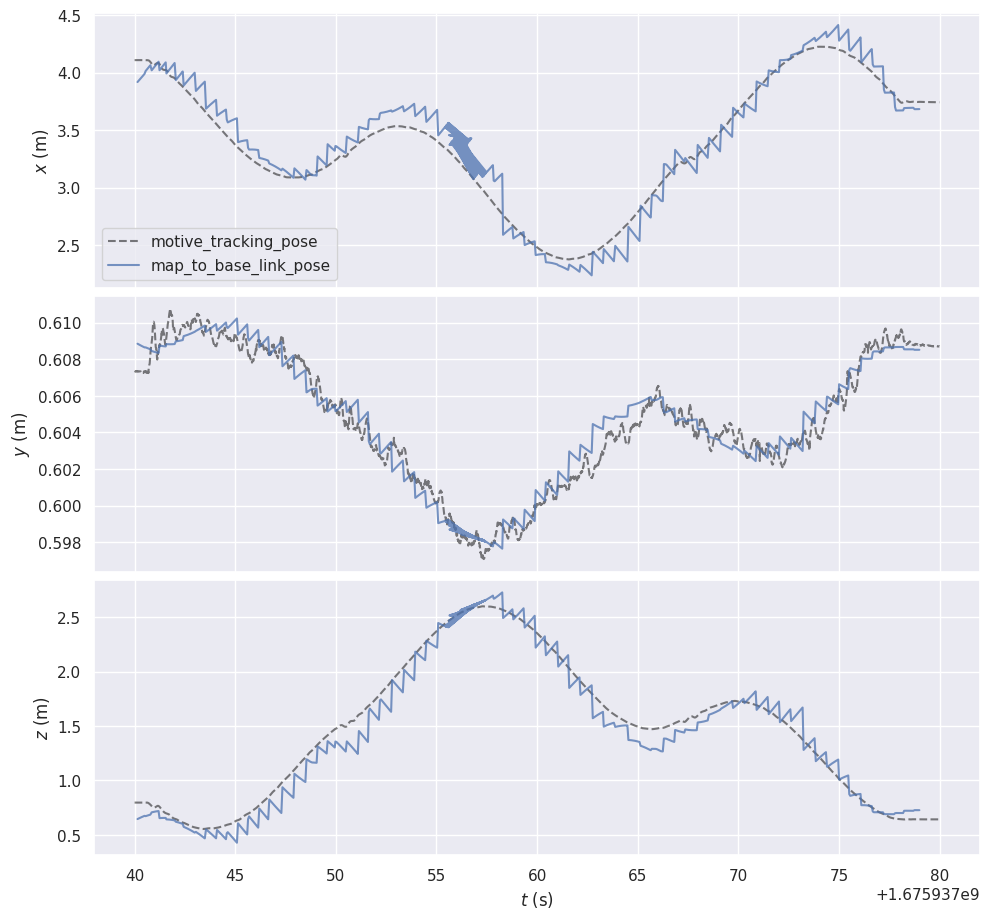 4.5
4.0
3.5
3.0
2.5
x (m)
motive_tracking_pose
map_to_base_link_pose
0.610
0.608
0.606
0.604
0.602
0.600
0.598
y (m)
2.5
2.0
1.5
1.0
0.5
z (m)
40 45 50 55 60 65 70 75 80
t (s)
+1.675937e9